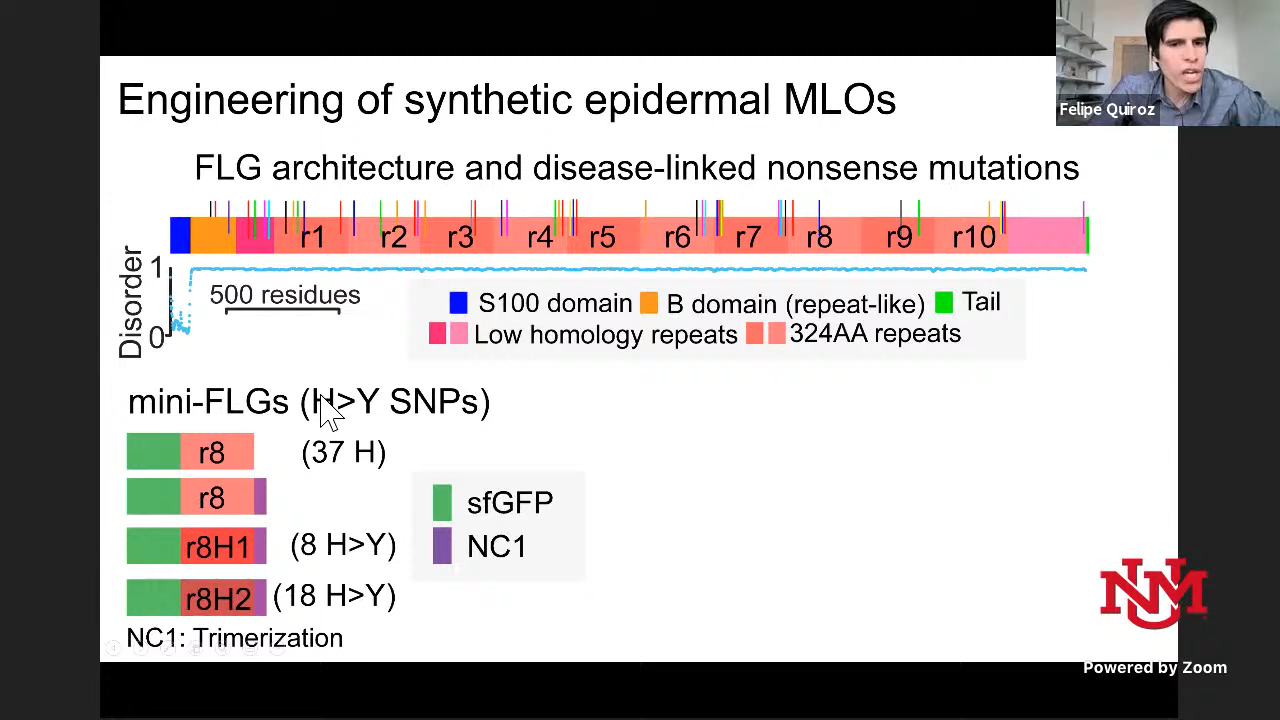 Engineering of synthetic epidermal MLOs
Felipe Quiroz
FLG architecture and disease-linked nonsense mutations
r1 r2 r3 r4 r5 r6 r7 r8 r9 r10
Disorder
1
0
500 residues
S100 domain B domain (repeat-like) Tail
Low homology repeats 324AA repeats
mini-FLGs (H>Y SNPs)
r8 (37 H)
r8
r8H1 (8 H>Y)
r8H2 (18 H>Y)
sfGFP
NC1
NC1: Trimerization
UNM
Powered by Zoom